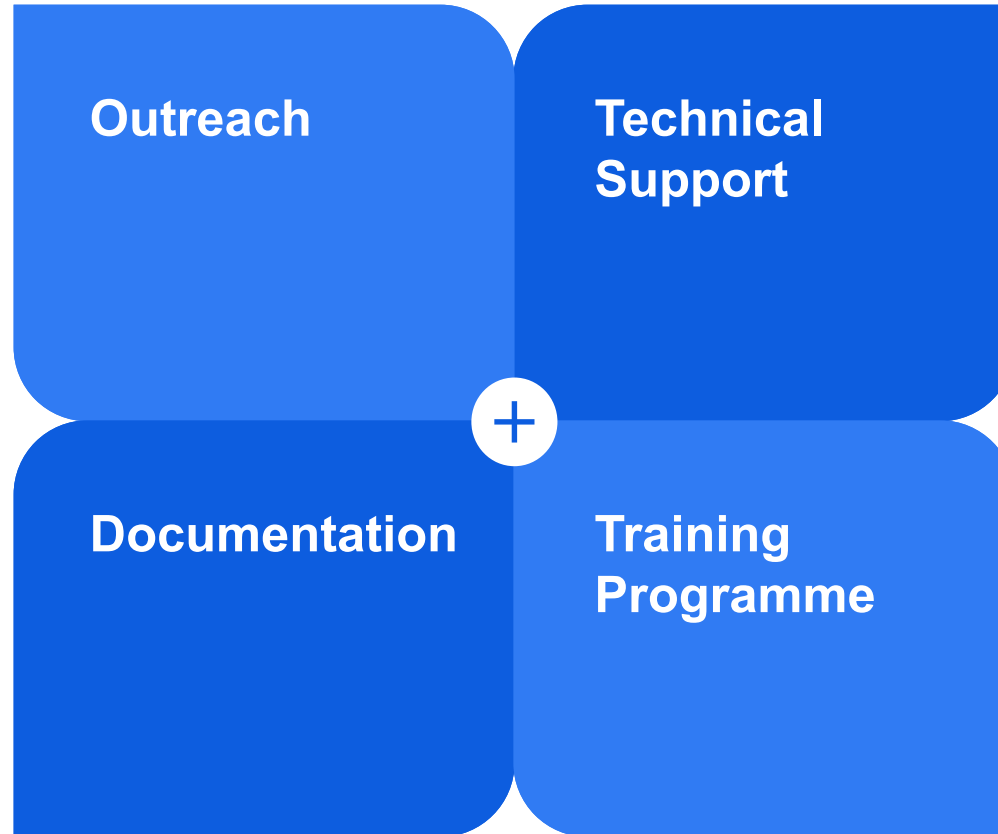 Outreach
Technical
Support
Documentation
Training
Programme